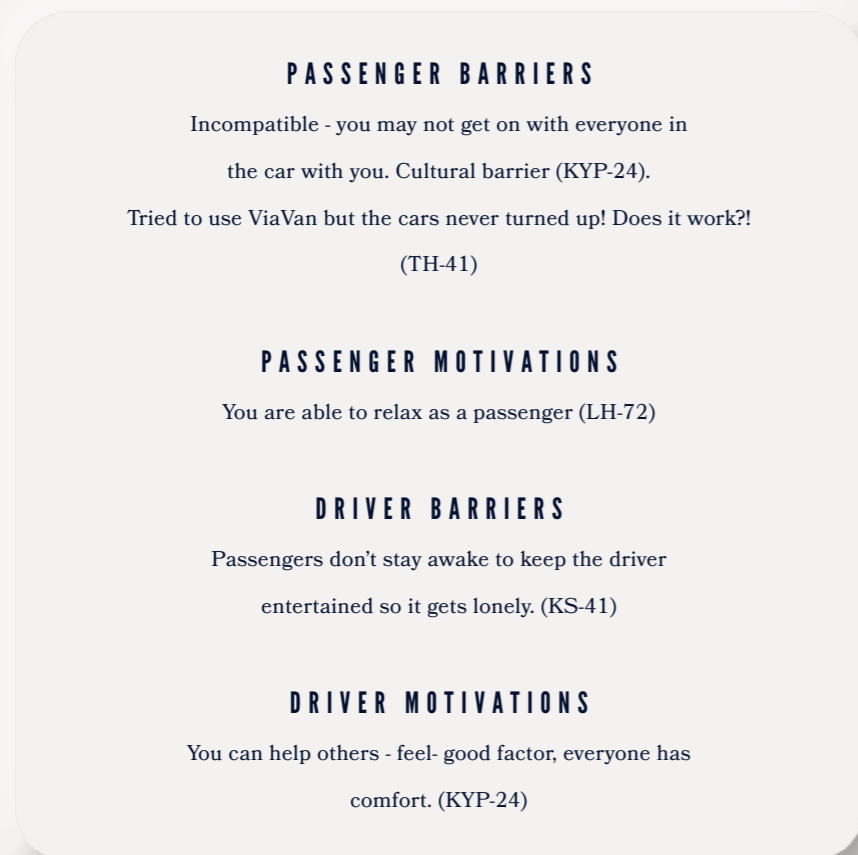 PASSENGER BARRIERS
Incompatible - you may not get on with everyone in
the car with you. Cultural barrier (KYP-24).
Tried to use ViaVan but the cars never turned up! Does it work?!
(TH-41)
PASSENGER MOTIVATIONS
You are able to relax as a passenger (LH-72)
DRIVER BARRIERS
Passengers don’t stay awake to keep the driver
entertained so it gets lonely. (KS-41)
DRIVER MOTIVATIONS
You can help others - feel- good factor, everyone has
comfort. (KYP-24)